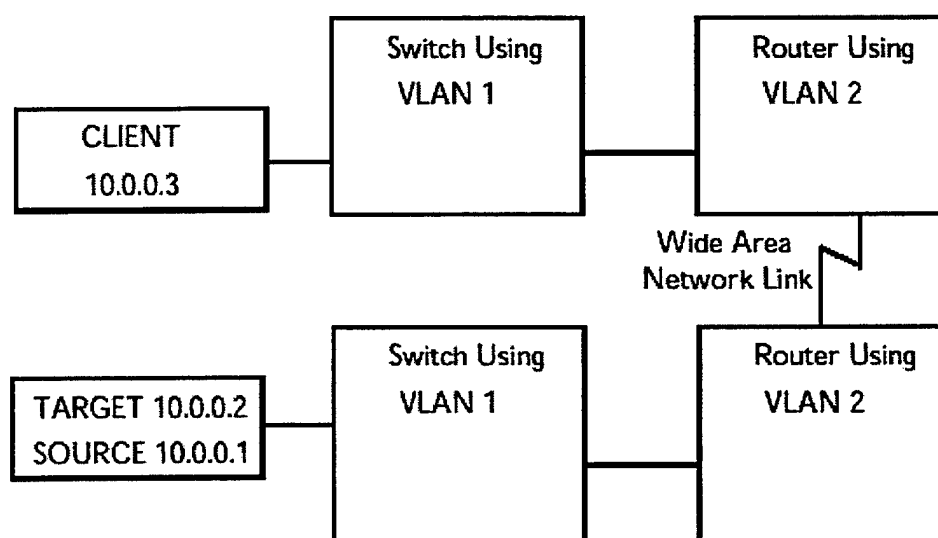 Switch Using
VLAN 1
Router Using
VLAN 2
CLIENT
10.0.0.3
Wide Area
Network Link
Switch Using
VLAN 1
Router Using
VLAN 2
TARGET 10.0.0.2
SOURCE 10.0.0.1